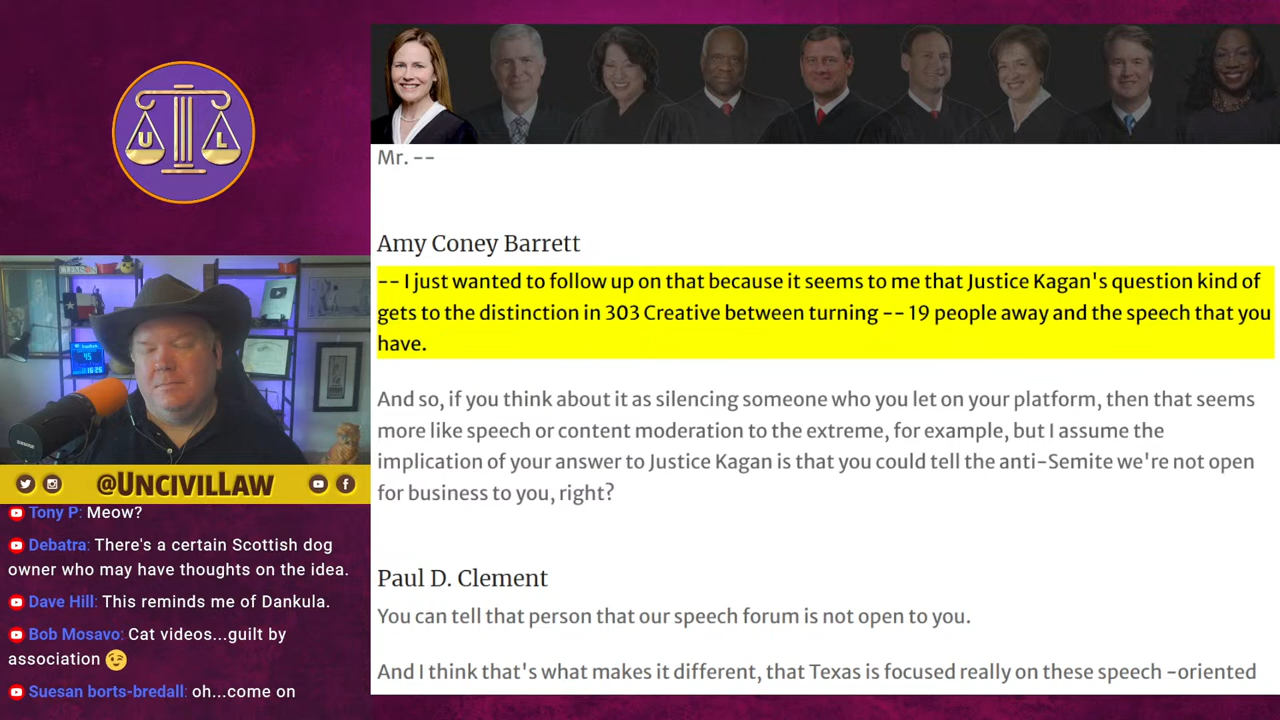 U L
Mr. --
Amy Coney Barrett
-- I just wanted to follow up on that because it seems to me that Justice Kagan's question kind of
gets to the distinction in 303 Creative between turning -- 19 people away and the speech that you
have.
And so, if you think about it as silencing someone who you let on your platform, then that seems
more like speech or content moderation to the extreme, for example, but I assume the
implication of your answer to Justice Kagan is that you could tell the anti-Semite we're not open
for business to you, right?
Paul D. Clement
You can tell that person that our speech forum is not open to you.
And I think that's what makes it different, that Texas is focused really on these speech -oriented
45
SHURE
@UNCIVILLAW
Tony P: Meow?
Debatra: There's a certain Scottish dog
owner who may have thoughts on the idea.
Dave Hill: This reminds me of Dankula.
Bob Mosavo: Cat videos...guilt by
association 😉
Suesan borts-bredall: oh...come on